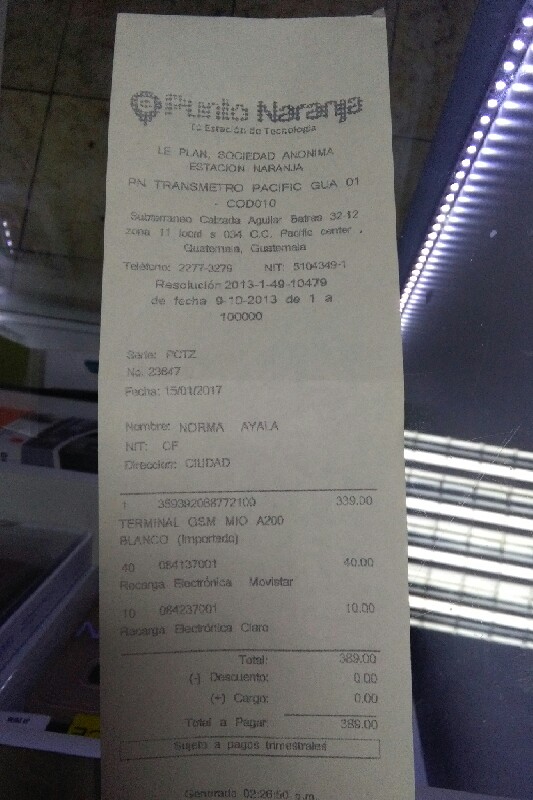 Punto Naranja
Tú Estación de Tecnología
LE PLAN, SOCIEDAD ANONIMA
ESTACION NARANJA
PN TRANSMETRO PACIFIC GUA 01
- COD010
Subterraneo Calzada Aguilar Batres 32-12
zona 11 local s 034 C.C. Pacific center ,
Guatemala, Guatemala
Teléfono: 2277-3279 NIT: 5104349-1
Resolución 2013-1-49-10479
de fecha 9-10-2013 de 1 a
100000
Serie: PCTZ
No. 23647
Fecha: 15/01/2017
Nombre: NORMA AYALA
NIT: CF
Direccion: CIUDAD
1 359392088772109 339.00
TERMINAL GSM MIO A200
BLANCO (Importado)
40 084137001 40.00
Recarga Electrónica Movistar
10 084237001 10.00
Recarga Electrónica Claro
Total: 389.00
(-) Descuento: 0.00
(+) Cargo: 0.00
Total a Pagar: 389.00
Sujeto a pagos trimestrales
Generado 02:26:50 p.m.